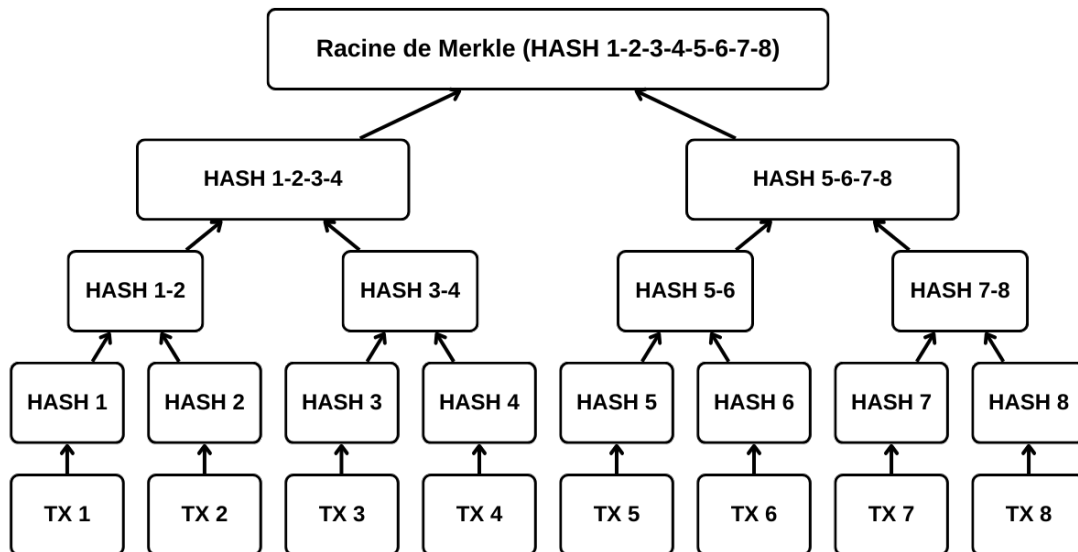 Racine de Merkle (HASH 1-2-3-4-5-6-7-8)
HASH 1-2-3-4
HASH 5-6-7-8
HASH 1-2
HASH 3-4
HASH 5-6
HASH 7-8
HASH 1
HASH 2
HASH 3
HASH 4
HASH 5
HASH 6
HASH 7
HASH 8
TX 1
TX 2
TX 3
TX 4
TX 5
TX 6
TX 7
TX 8